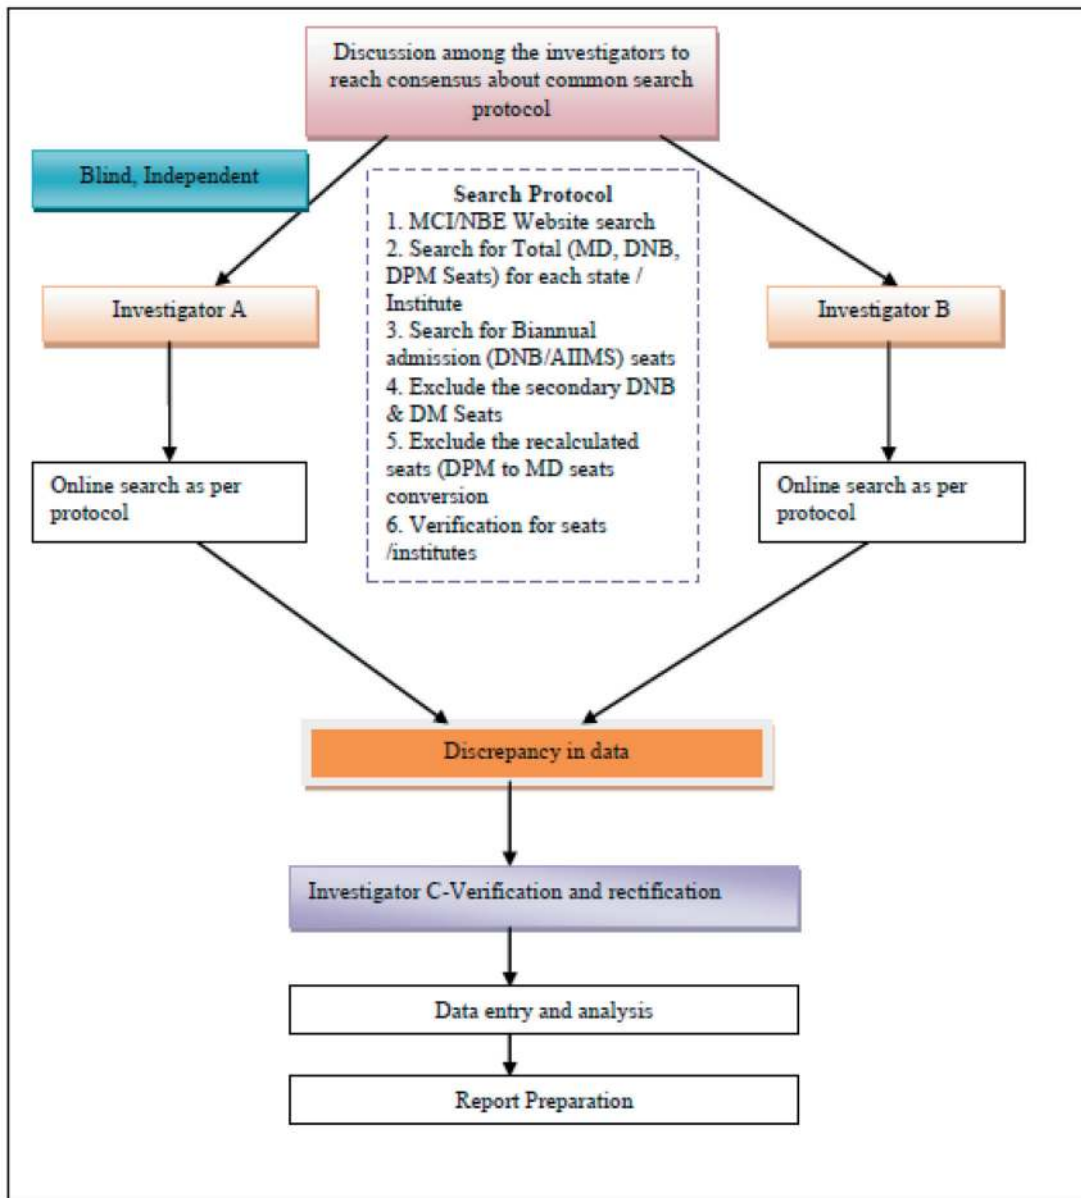 Discussion among the investigators to
reach consensus about common search
protocol
Blind, Independent
Search Protocol
1. MCI/NBE Website search
2. Search for Total (MD, DNB,
DPM Seats) for each state /
Institute
3. Search for Biannual
admission (DNB/AIIMS) seats
4. Exclude the secondary DNB
& DM Seats
5. Exclude the recalculated
seats (DPM to MD seats
conversion
6. Verification for seats
/institutes
Investigator A
Investigator B
Online search as per
protocol
Online search as per
protocol
Discrepancy in data
Investigator C-Verification and rectification
Data entry and analysis
Report Preparation